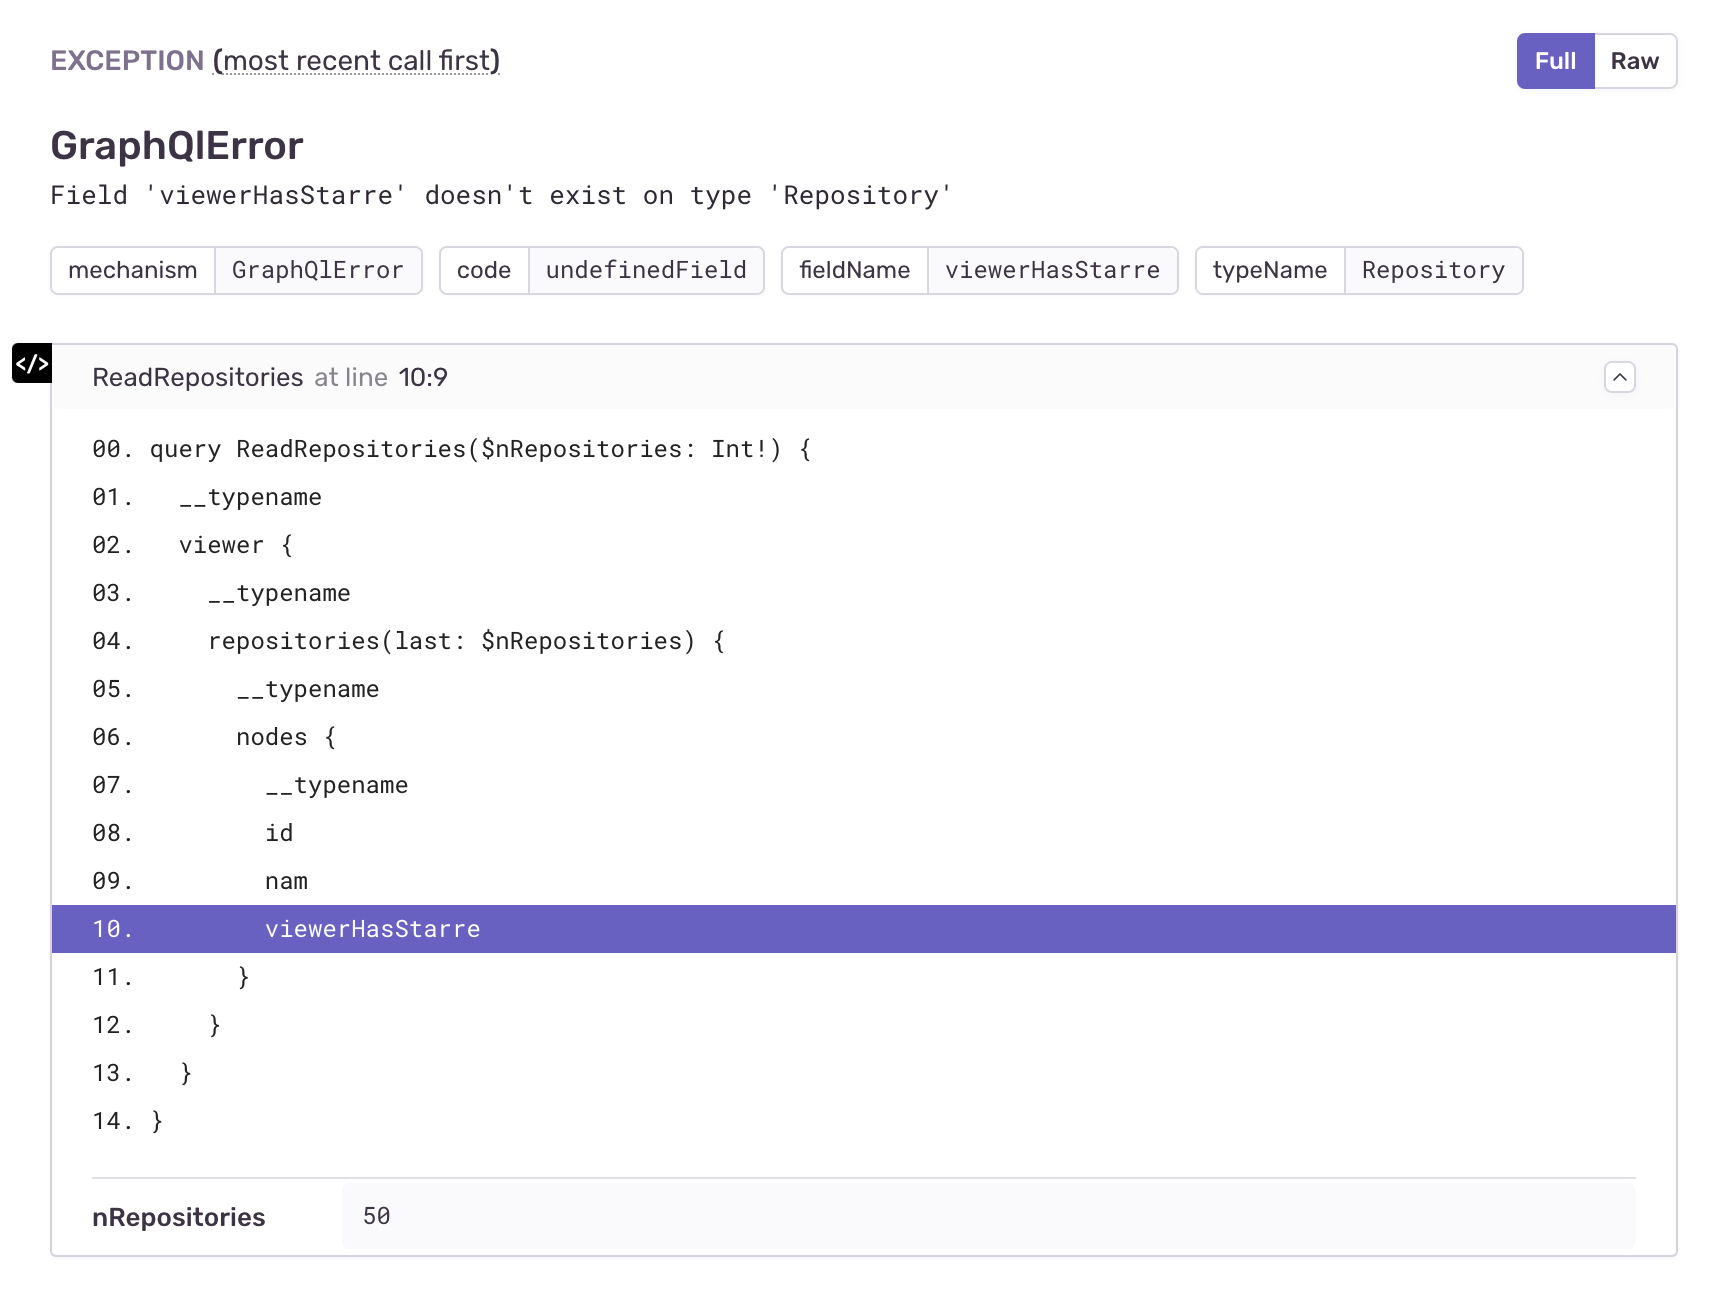 EXCEPTION (most recent call first)
Full Raw
GraphQlError
Field 'viewerHasStarre' doesn't exist on type 'Repository'
mechanism GraphQlError code undefinedField fieldName viewerHasStarre typeName Repository
</>
ReadRepositories at line 10:9
00. query ReadRepositories($nRepositories: Int!) {
01.   __typename
02.   viewer {
03.     __typename
04.     repositories(last: $nRepositories) {
05.       __typename
06.       nodes {
07.         __typename
08.         id
09.         nam
10.         viewerHasStarre
11.       }
12.     }
13.   }
14. }
nRepositories 50